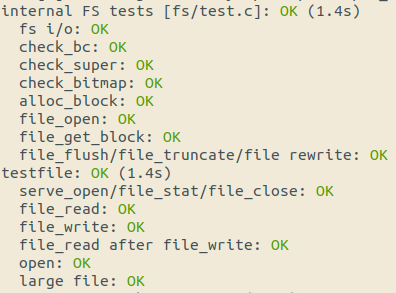 internal FS tests [fs/test.c]: OK (1.4s)
fs i/o: OK
check_bc: OK
check_super: OK
check_bitmap: OK
alloc_block: OK
file_open: OK
file_get_block: OK
file_flush/file_truncate/file rewrite: OK
testfile: OK (1.4s)
serve_open/file_stat/file_close: OK
file_read: OK
file_write: OK
file_read after file_write: OK
open: OK
large file: OK